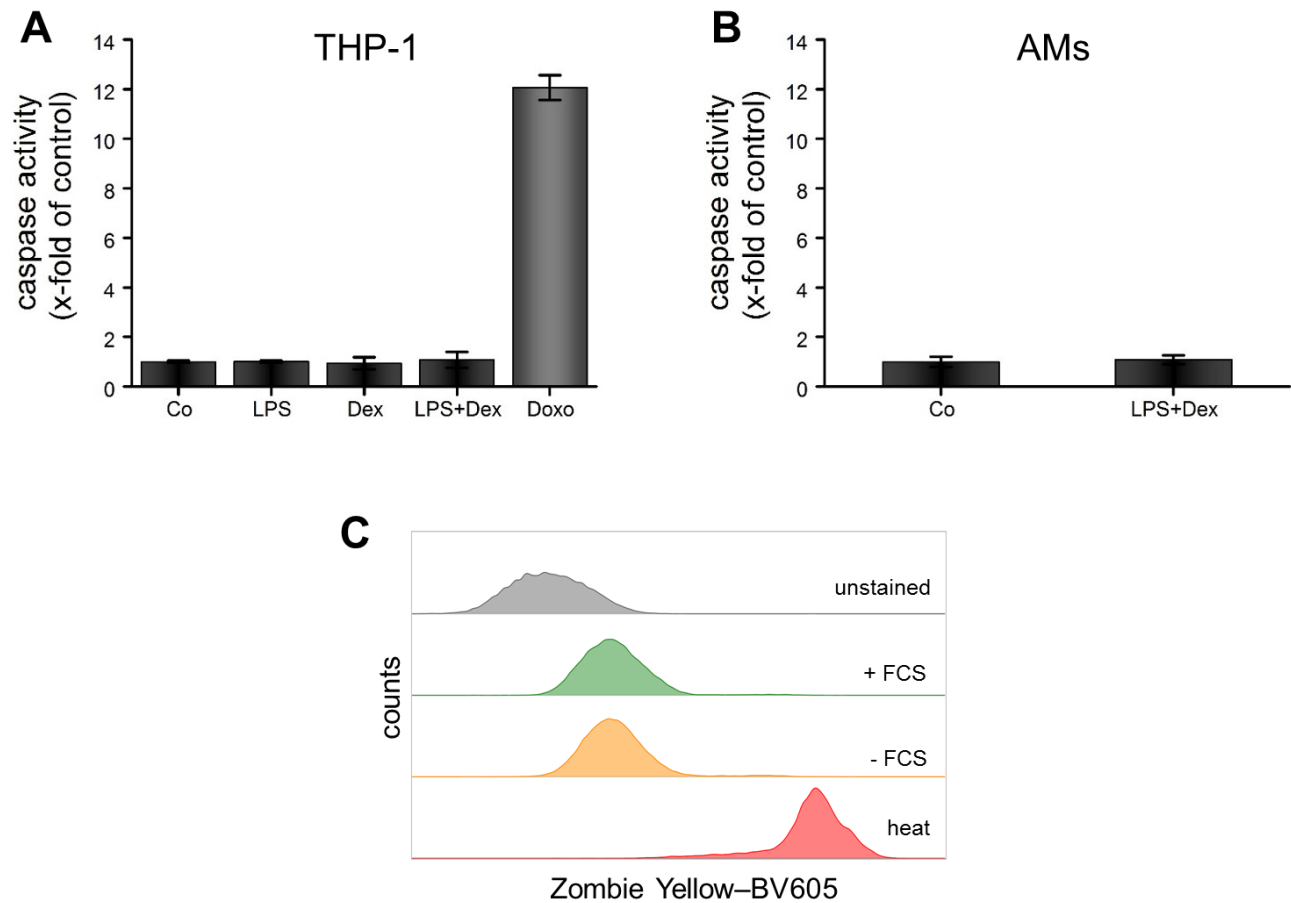 A
THP-1
caspase activity
(x-fold of control)
14
12
10
8
6
4
2
0
Co
LPS
Dex
LPS+Dex
Doxo
B
AMs
caspase activity
(x-fold of control)
14
12
10
8
6
4
2
0
Co
LPS+Dex
C
counts
unstained
+ FCS
- FCS
heat
Zombie Yellow–BV605